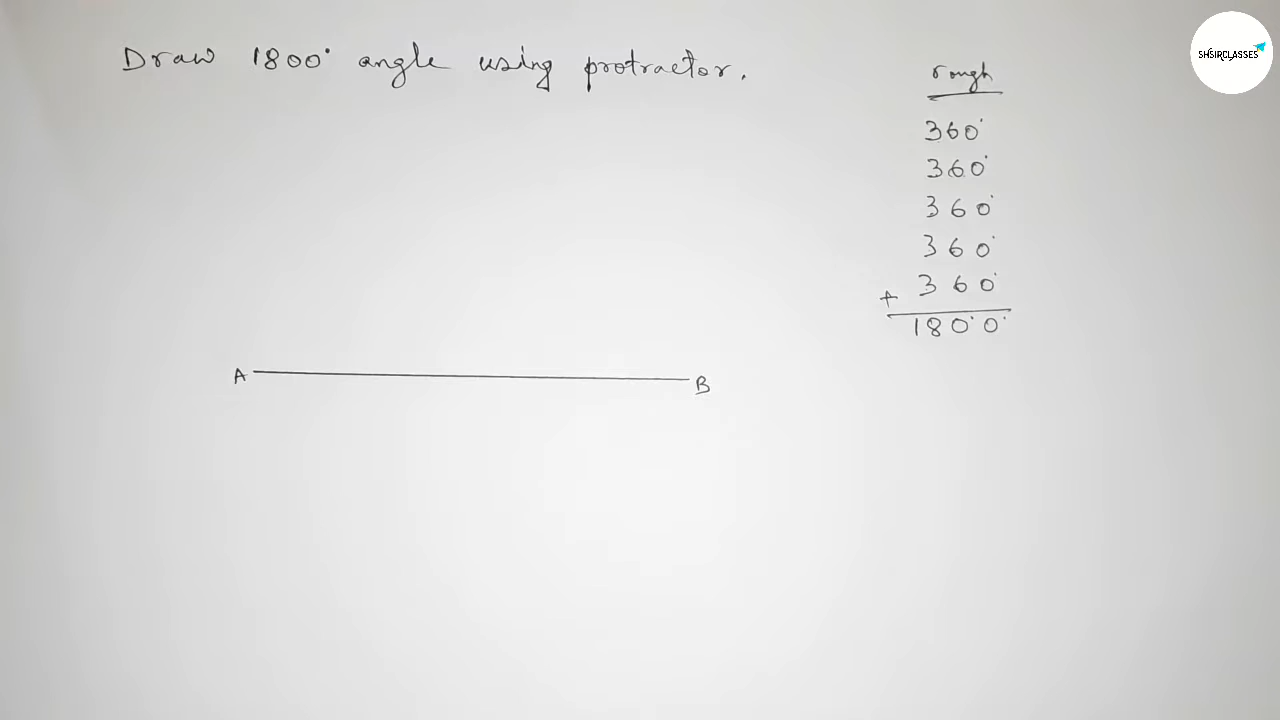 Draw 1800° angle using protractor.
SHSIRCLASSES
rough
360°
360°
360°
360°
+ 360°
1800°
A
B